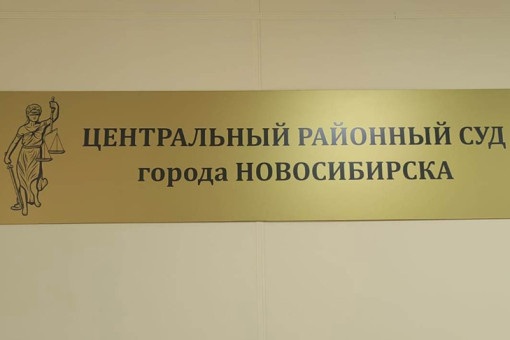 ЦЕНТРАЛЬНЫЙ РАЙОННЫЙ СУД
города НОВОСИБИРСКА